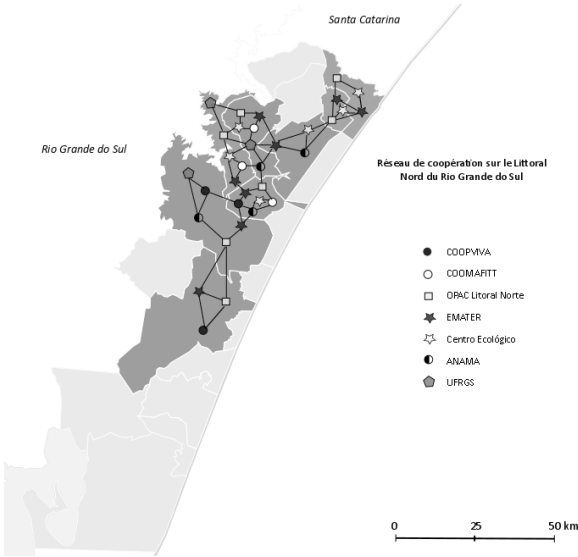 Santa Catarina
Rio Grande do Sul
Réseau de coopération sur le Littoral
Nord du Rio Grande do Sul
COOPVIVA
COOMAFITT
OPAC Litoral Norte
EMATER
Centro Ecológico
ANAMA
UFRGS
0 25 50 km